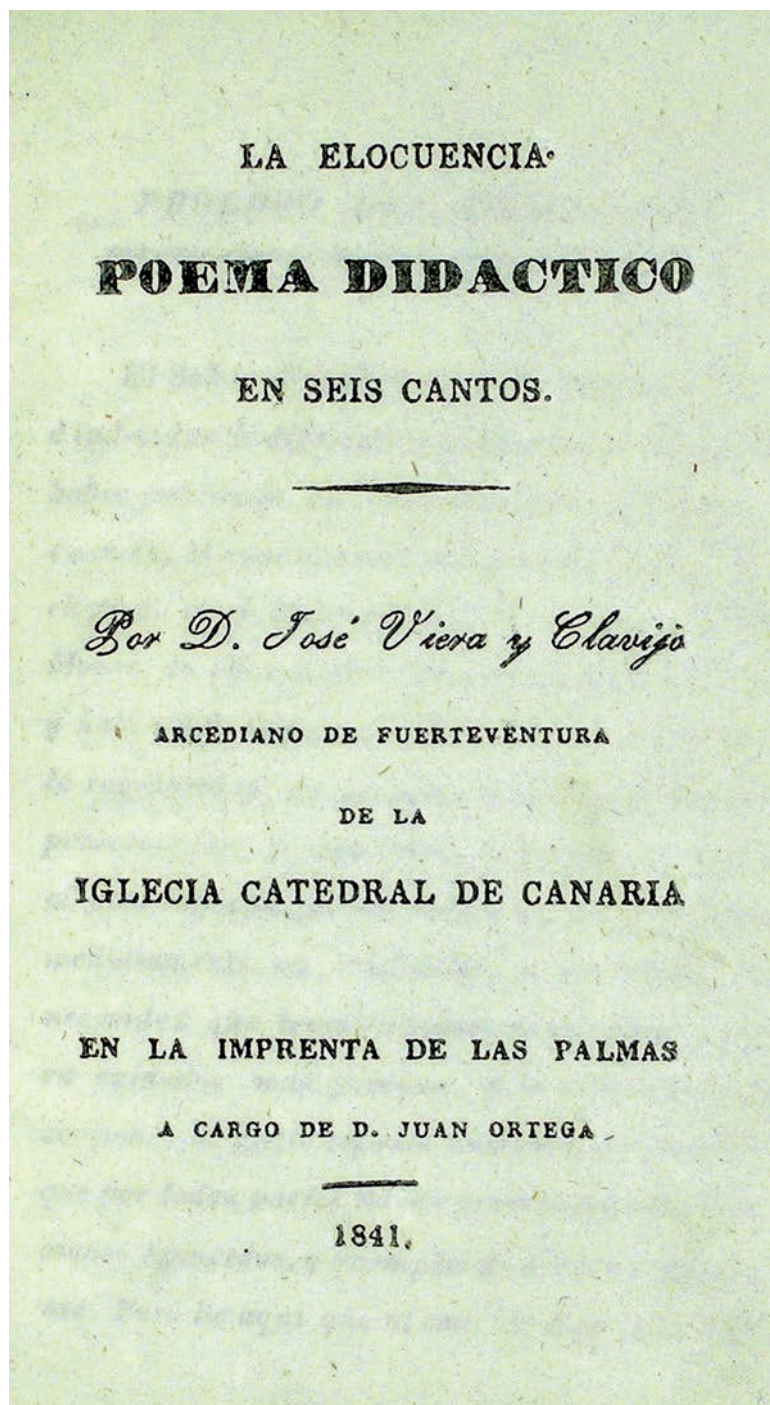 LA ELOCUENCIA.
POEMA DIDACTICO
EN SEIS CANTOS.
Por D. José Viera y Clavijo
ARCEDIANO DE FUERTEVENTURA
DE LA
IGLECIA CATEDRAL DE CANARIA
EN LA IMPRENTA DE LAS PALMAS
A CARGO DE D. JUAN ORTEGA.
1841.